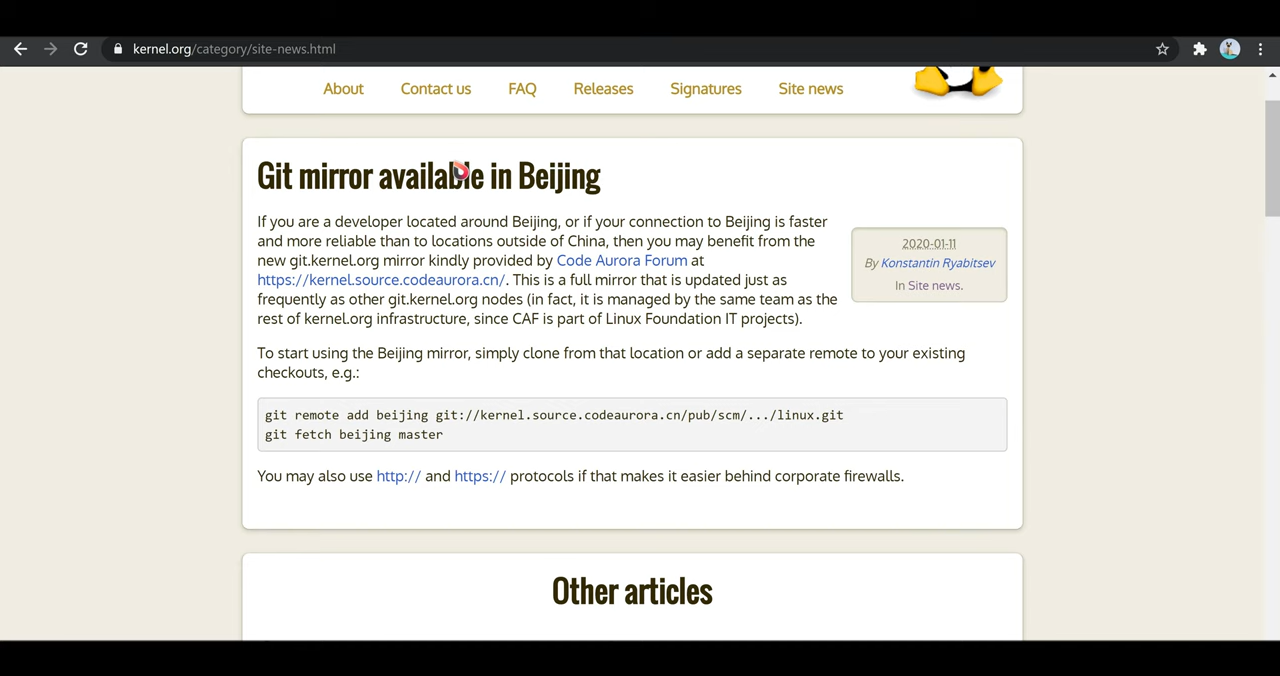 kernel.org/category/site-news.html
About Contact us FAQ Releases Signatures Site news
Git mirror available in Beijing
If you are a developer located around Beijing, or if your connection to Beijing is faster
and more reliable than to locations outside of China, then you may benefit from the
new git.kernel.org mirror kindly provided by Code Aurora Forum at
https://kernel.source.codeaurora.cn/. This is a full mirror that is updated just as
frequently as other git.kernel.org nodes (in fact, it is managed by the same team as the
rest of kernel.org infrastructure, since CAF is part of Linux Foundation IT projects).
2020-01-11
By Konstantin Ryabitsev
In Site news.
To start using the Beijing mirror, simply clone from that location or add a separate remote to your existing
checkouts, e.g.:
git remote add beijing git://kernel.source.codeaurora.cn/pub/scm/.../linux.git
git fetch beijing master
You may also use http:// and https:// protocols if that makes it easier behind corporate firewalls.
Other articles